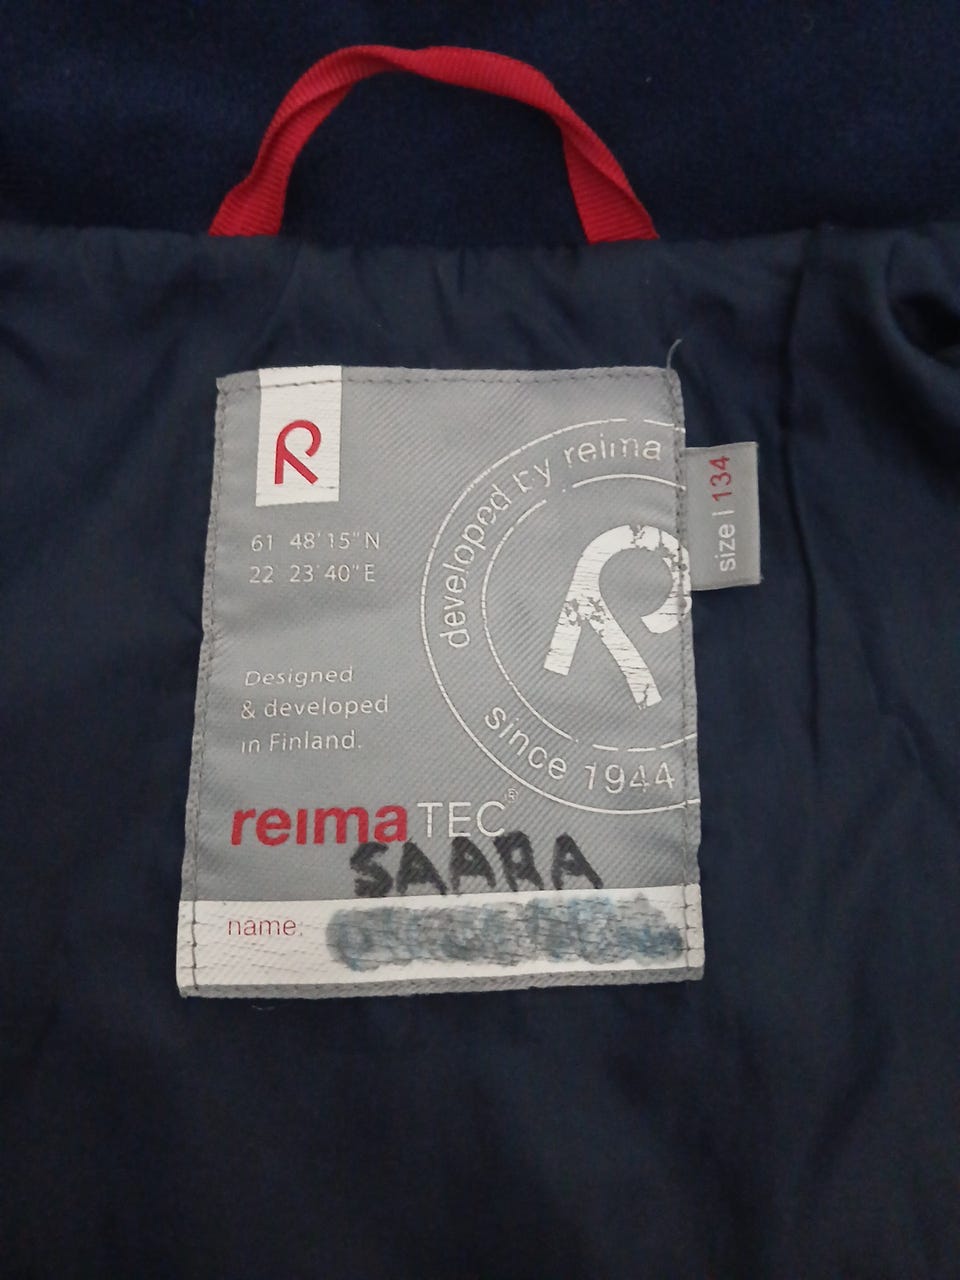 R
61 48'15"N
22 23'40"E
Designed
& developed
in Finland.
developed by reima
since 1944
size | 134
reimaTEC®
SAARA
name: